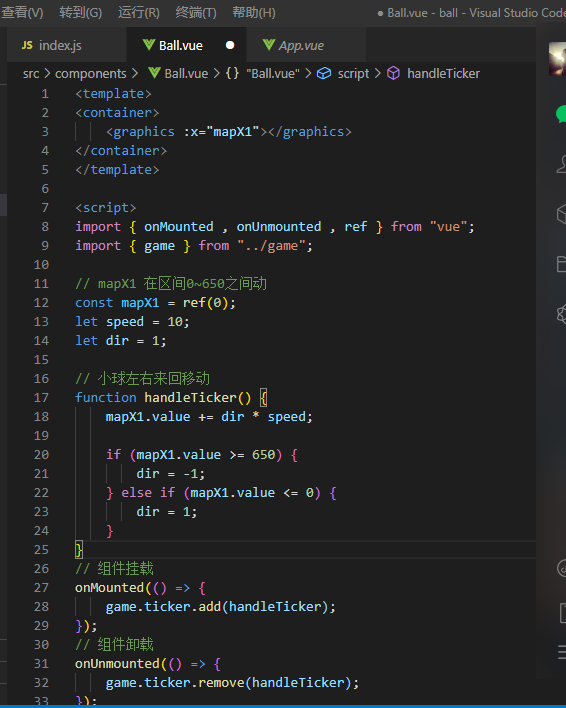 查看(V) 转到(G) 运行(R) 终端(T) 帮助(H) ● Ball.vue - ball - Visual Studio Code
JS index.js Ball.vue ● App.vue
src > components > Ball.vue > {} "Ball.vue" > script > handleTicker
1 <template>
2 <container>
3 <graphics :x="mapX1"></graphics>
4 </container>
5 </template>
6
7 <script>
8 import { onMounted , onUnmounted , ref } from "vue";
9 import { game } from "../game";
10
11 // mapX1 在区间0~650之间动
12 const mapX1 = ref(0);
13 let speed = 10;
14 let dir = 1;
15
16 // 小球左右来回移动
17 function handleTicker() {
18 mapX1.value += dir * speed;
19
20 if (mapX1.value >= 650) {
21 dir = -1;
22 } else if (mapX1.value <= 0) {
23 dir = 1;
24 }
25 }
26 // 组件挂载
27 onMounted(() => {
28 game.ticker.add(handleTicker);
29 });
30 // 组件卸载
31 onUnmounted(() => {
32 game.ticker.remove(handleTicker);
33 });